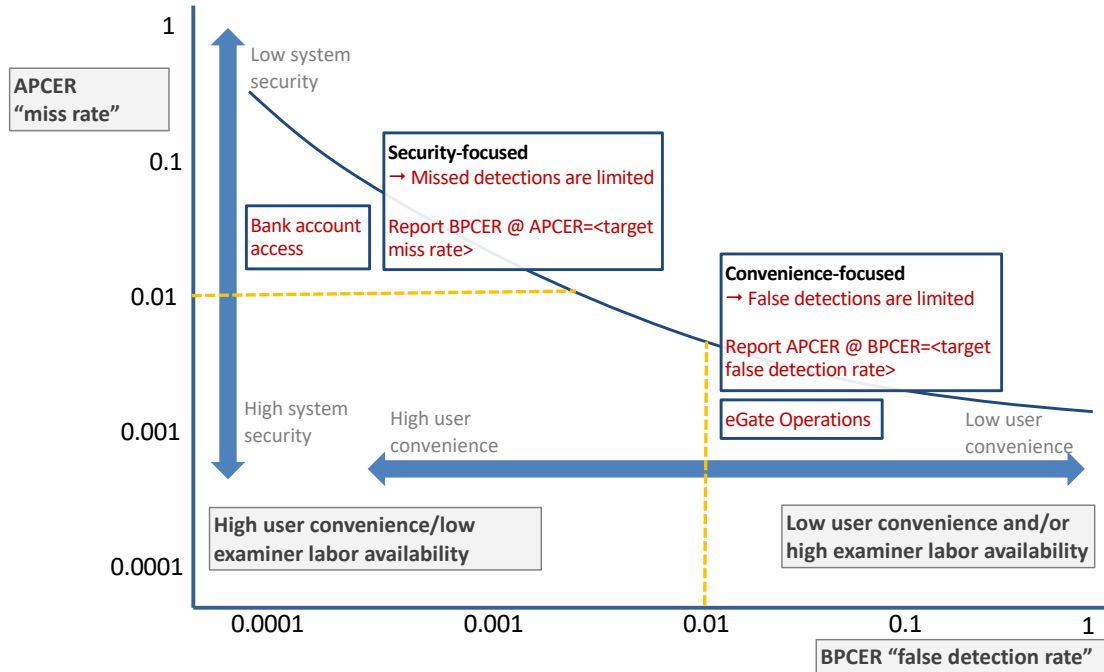 1
Low system
security
APCER
“miss rate”
0.1
Security-focused
→ Missed detections are limited
Report BPCER @ APCER=<target
miss rate>
Bank account
access
Convenience-focused
→ False detections are limited
Report APCER @ BPCER=<target
false detection rate>
0.01
eGate Operations
High system
security
0.001
High user
convenience
Low user
convenience
High user convenience/low
examiner labor availability
Low user convenience and/or
high examiner labor availability
0.0001
0.0001
0.001
0.01
0.1
1
BPCER “false detection rate”